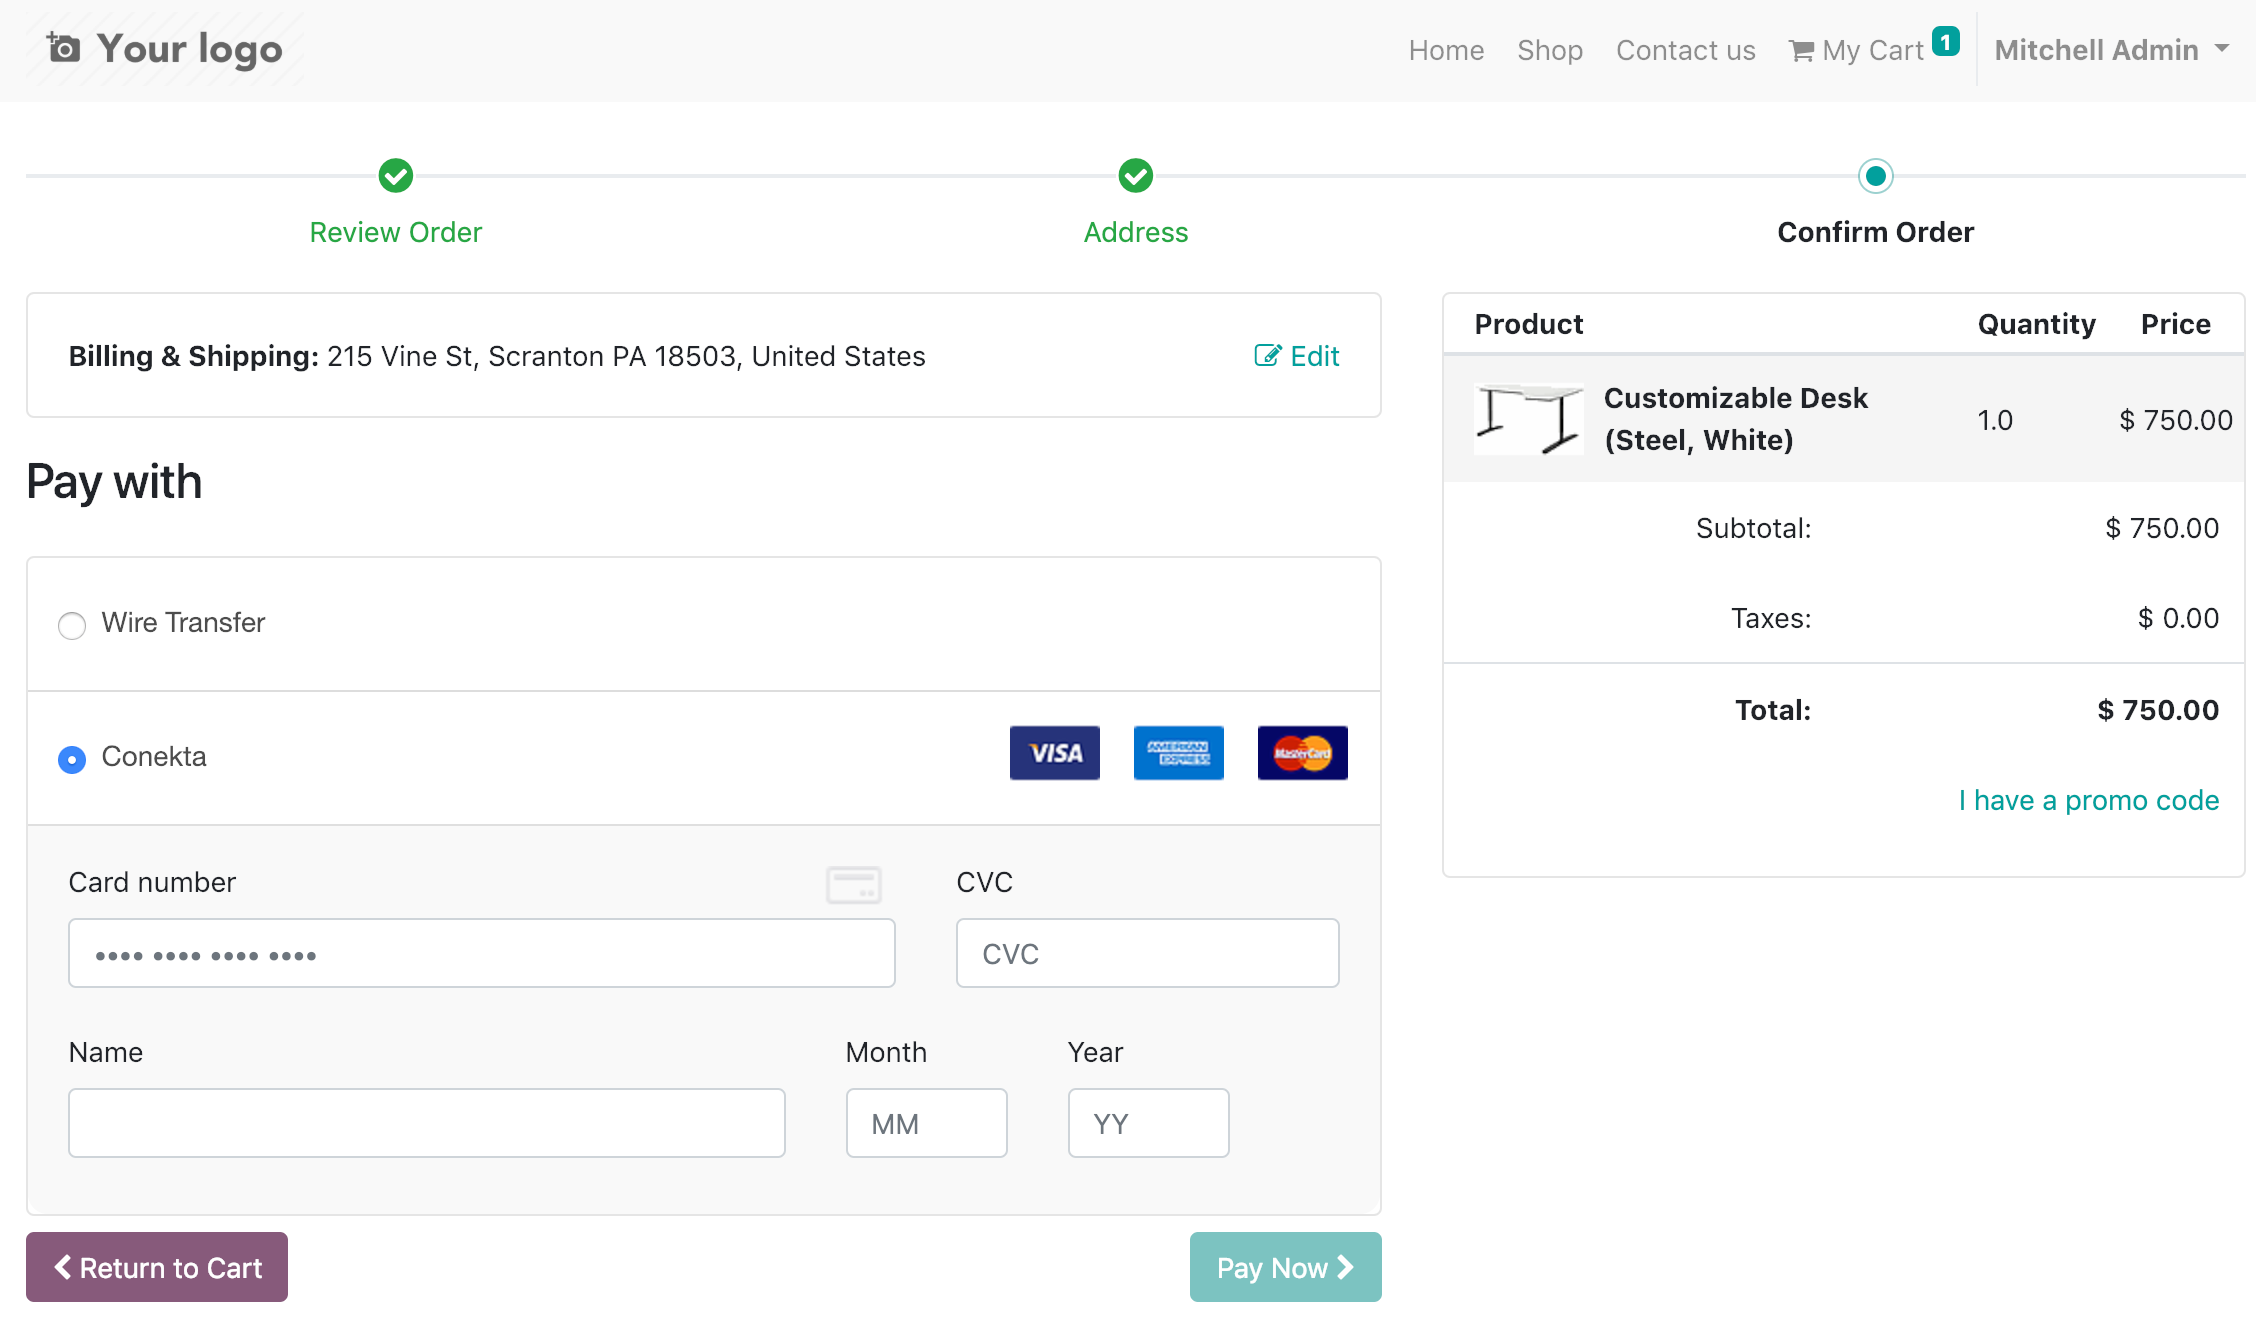 Your logo
Home Shop Contact us My Cart 1 Mitchell Admin
Review Order Address Confirm Order
Billing & Shipping: 215 Vine St, Scranton PA 18503, United States Edit
Pay with
Wire Transfer
Conekta VISA AMERICAN EXPRESS MasterCard
Card number CVC
•••• •••• •••• •••• CVC
Name Month Year
MM YY
Return to Cart Pay Now
Product Quantity Price
Customizable Desk
(Steel, White) 1.0 $ 750.00
Subtotal: $ 750.00
Taxes: $ 0.00
Total: $ 750.00
I have a promo code